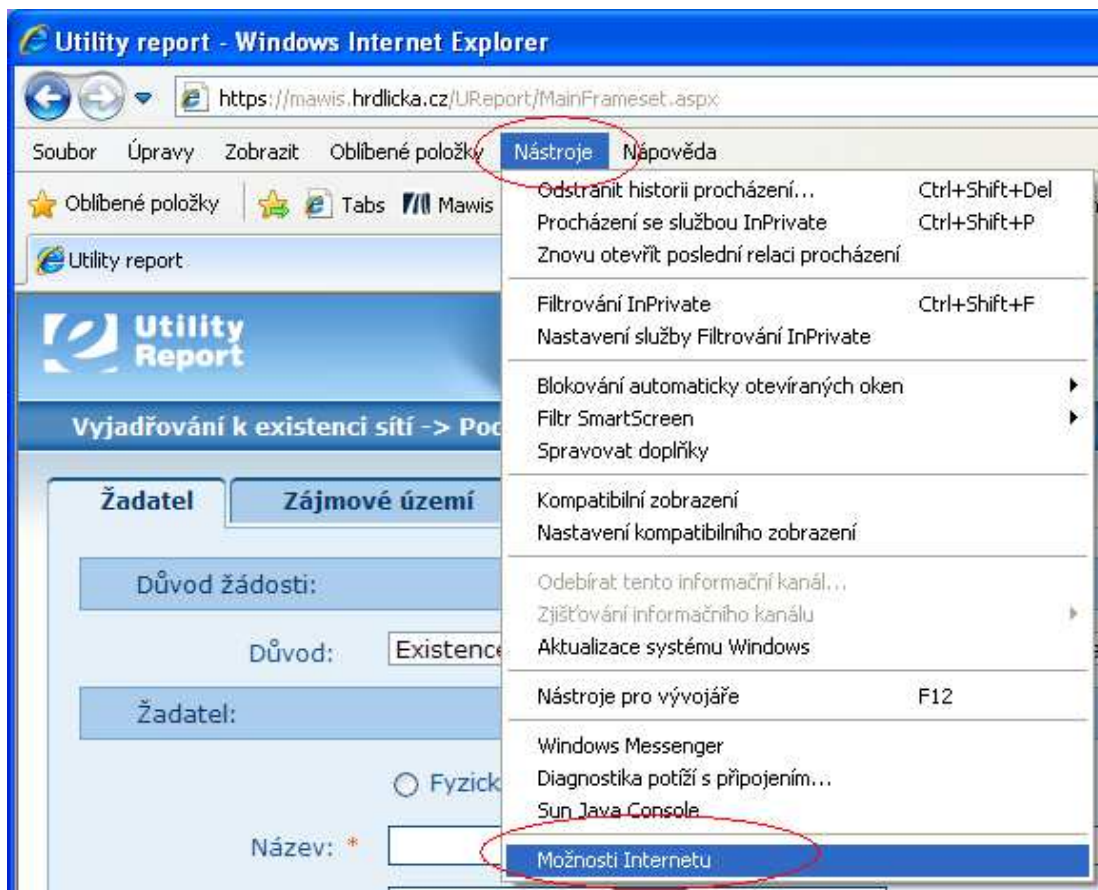 Utility report - Windows Internet Explorer
https://mawis.hrdlicka.cz/UReport/MainFrameset.aspx
Soubor Úpravy Zobrazit Oblíbené položky Nástroje Nápověda
Oblíbené položky Tabs Mawis
Utility report
Utility
Report
Vyjadřování k existenci sítí ->
Žadatel Zájmové území
Důvod žádosti:
Důvod: Existence
Žadatel:
Název: *
Odstranit historii procházení... Ctrl+Shift+Del
Procházení se službou InPrivate Ctrl+Shift+P
Znovu otevřít poslední relaci procházení
Filtrování InPrivate Ctrl+Shift+F
Nastavení služby Filtrování InPrivate
Blokování automaticky otevíraných oken
Filtr SmartScreen
Spravovat doplňky
Kompatibilní zobrazení
Nastavení kompatibilního zobrazení
Odebírat tento informační kanál...
Zjišťování informačního kanálu
Aktualizace systému Windows
Nástroje pro vývojáře F12
Windows Messenger
Diagnostika potíží s připojením...
Sun Java Console
Možnosti Internetu